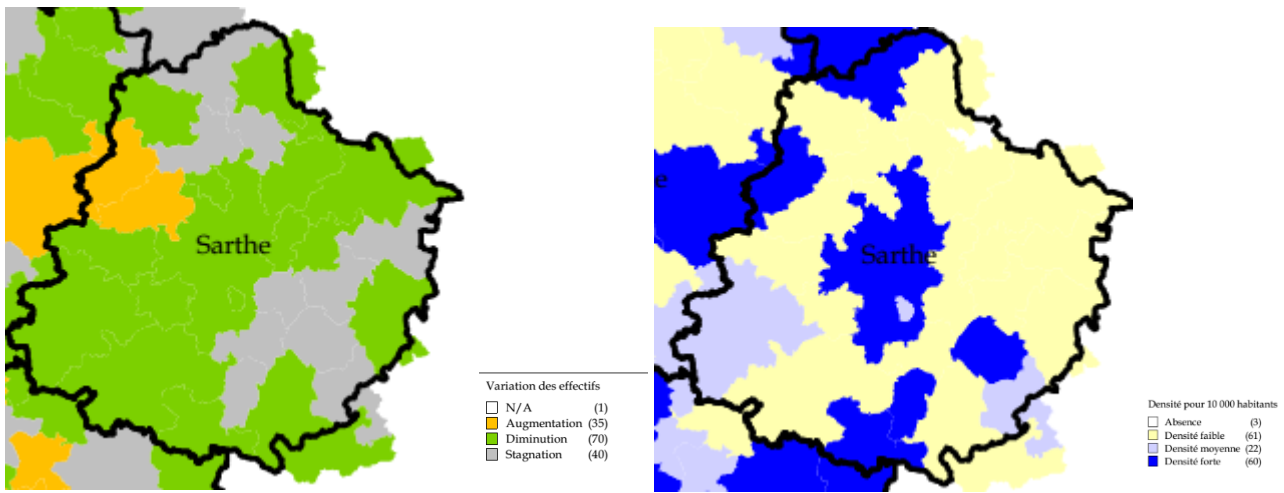 Sarthe
Variation des effectifs
N/A (1)
Augmentation (35)
Diminution (70)
Stagnation (40)
e
Sarthe
Densité pour 10 000 habitants
Absence (3)
Densité faible (61)
Densité moyenne (22)
Densité forte (60)